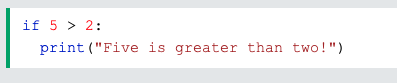 if 5 > 2:
  print("Five is greater than two!")